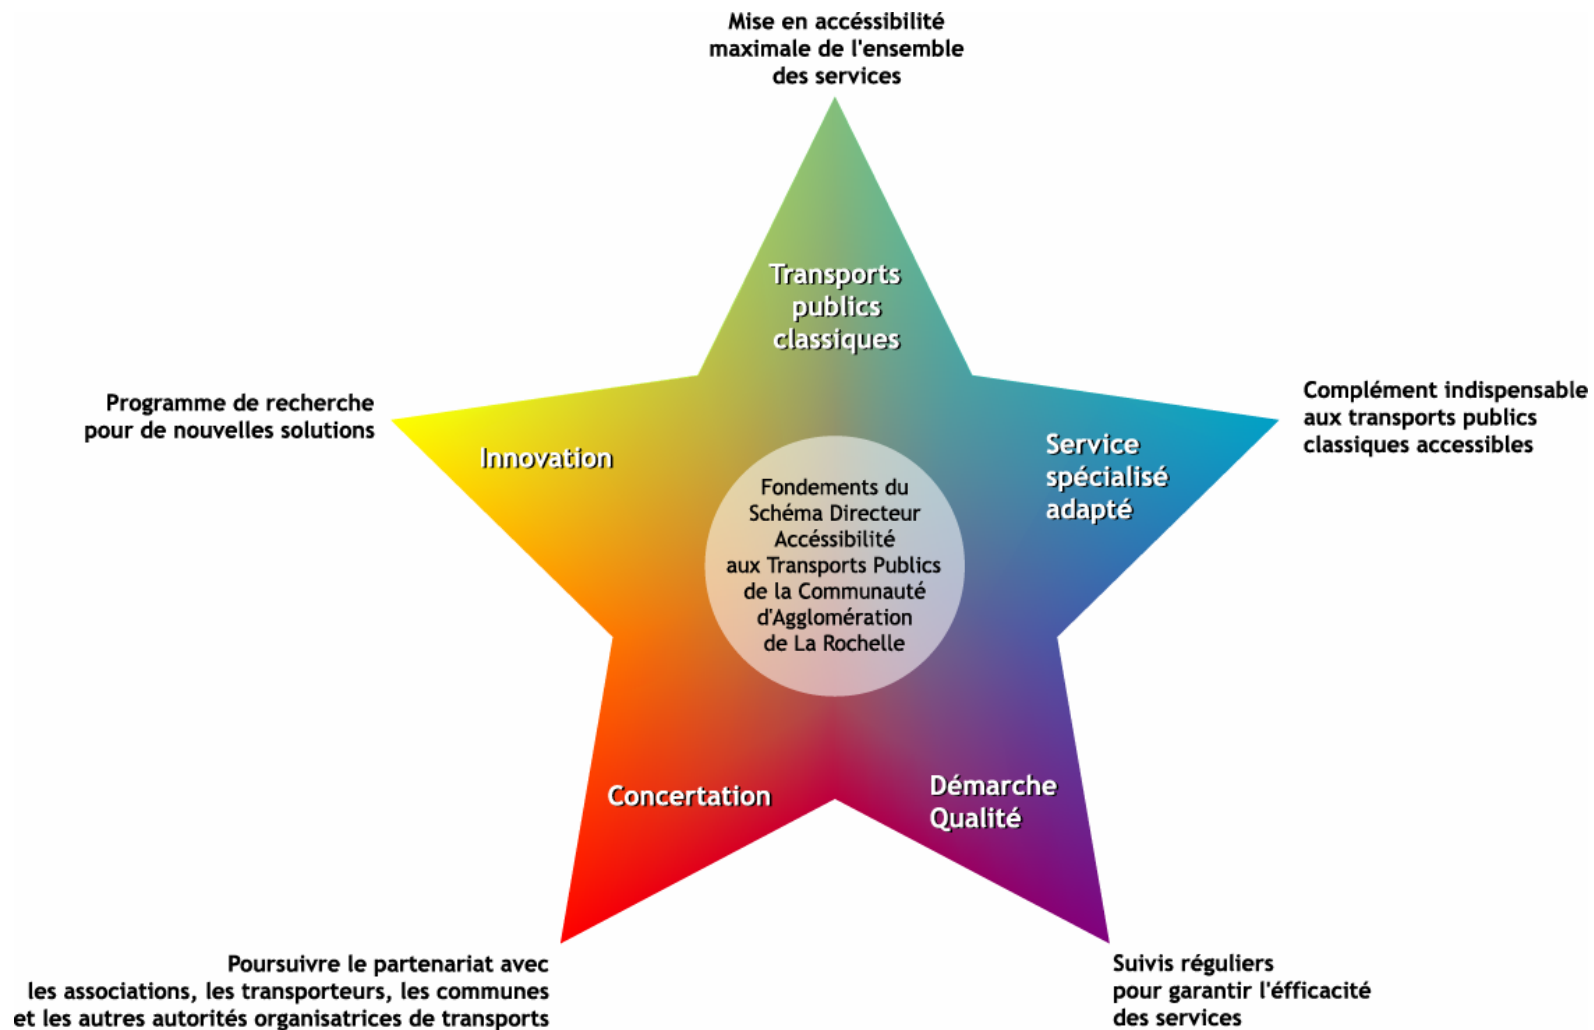 Mise en accéssibilité
maximale de l'ensemble
des services
Transports
publics
classiques
Programme de recherche
pour de nouvelles solutions
Innovation
Complément indispensable
aux transports publics
classiques accessibles
Service
spécialisé
adapté
Fondements du
Schéma Directeur
Accéssibilité
aux Transports Publics
de la Communauté
d'Agglomération
de La Rochelle
Concertation
Démarche
Qualité
Poursuivre le partenariat avec
les associations, les transporteurs, les communes
et les autres autorités organisatrices de transports
Suivis réguliers
pour garantir l'éfficacité
des services